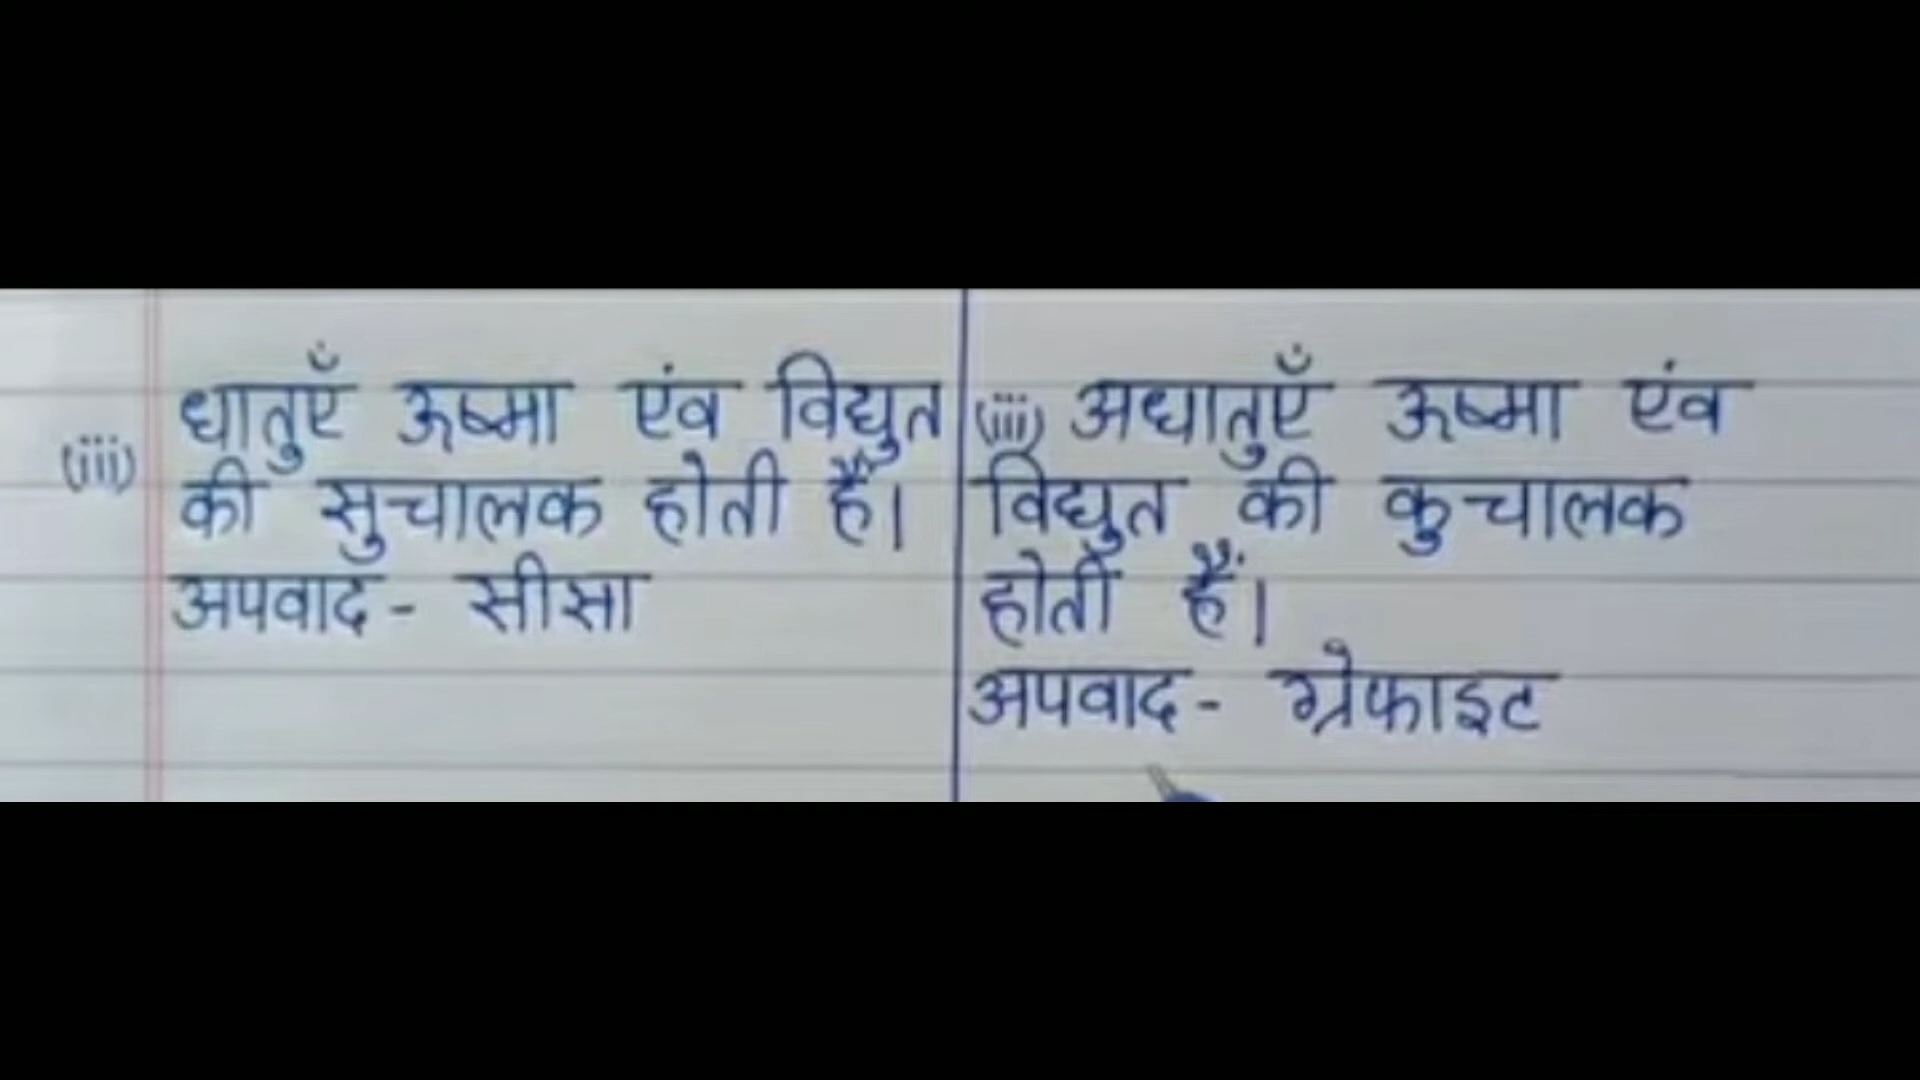 (iii) धातुएँ ऊष्मा एंव विद्युत
की सुचालक होती हैं।
अपवाद - सीसा
(iii) अधातुएँ ऊष्मा एंव
विद्युत की कुचालक
होती हैं।
अपवाद - ग्रेफाइट